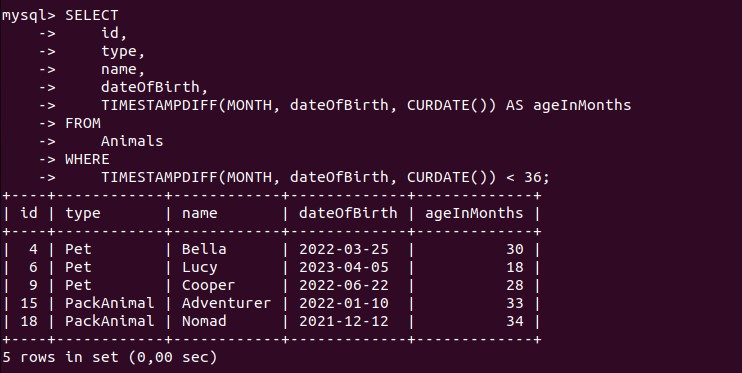 mysql> SELECT
    ->     id,
    ->     type,
    ->     name,
    ->     dateOfBirth,
    ->     TIMESTAMPDIFF(MONTH, dateOfBirth, CURDATE()) AS ageInMonths
    -> FROM
    ->     Animals
    -> WHERE
    ->     TIMESTAMPDIFF(MONTH, dateOfBirth, CURDATE()) < 36;
+----+------------+------------+-------------+-------------+
| id | type       | name       | dateOfBirth | ageInMonths |
+----+------------+------------+-------------+-------------+
|  4 | Pet        | Bella      | 2022-03-25  |          30 |
|  6 | Pet        | Lucy       | 2023-04-05  |          18 |
|  9 | Pet        | Cooper     | 2022-06-22  |          28 |
| 15 | PackAnimal | Adventurer | 2022-01-10  |          33 |
| 18 | PackAnimal | Nomad      | 2021-12-12  |          34 |
+----+------------+------------+-------------+-------------+
5 rows in set (0,00 sec)